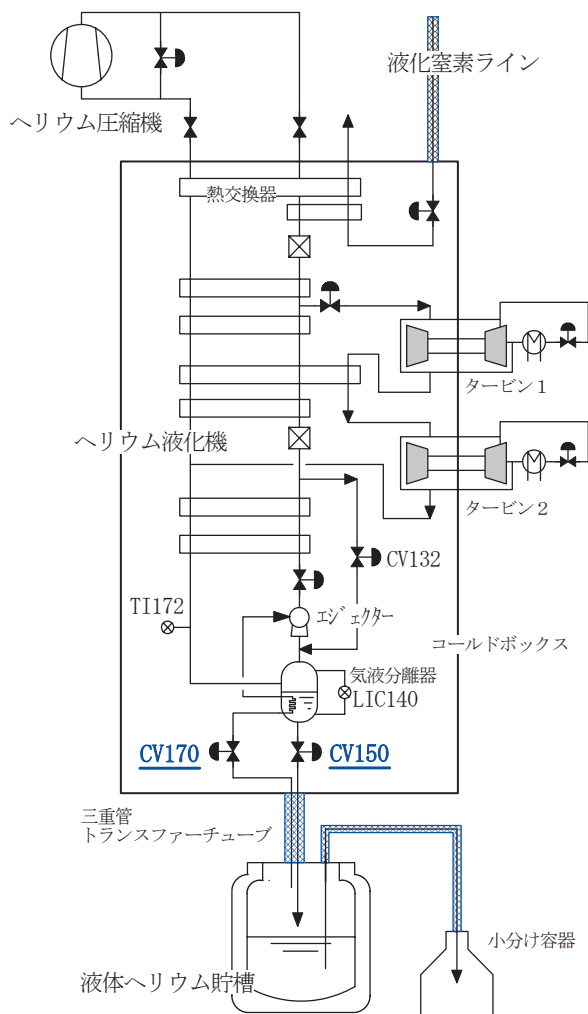 液化窒素ライン
ヘリウム圧縮機
熱交換器
タービン1
ヘリウム液化機
タービン2
CV132
TI172
エジェクター
コールドボックス
気液分離器
LIC140
CV170
CV150
三重管
トランスファーチューブ
小分け容器
液体ヘリウム貯槽